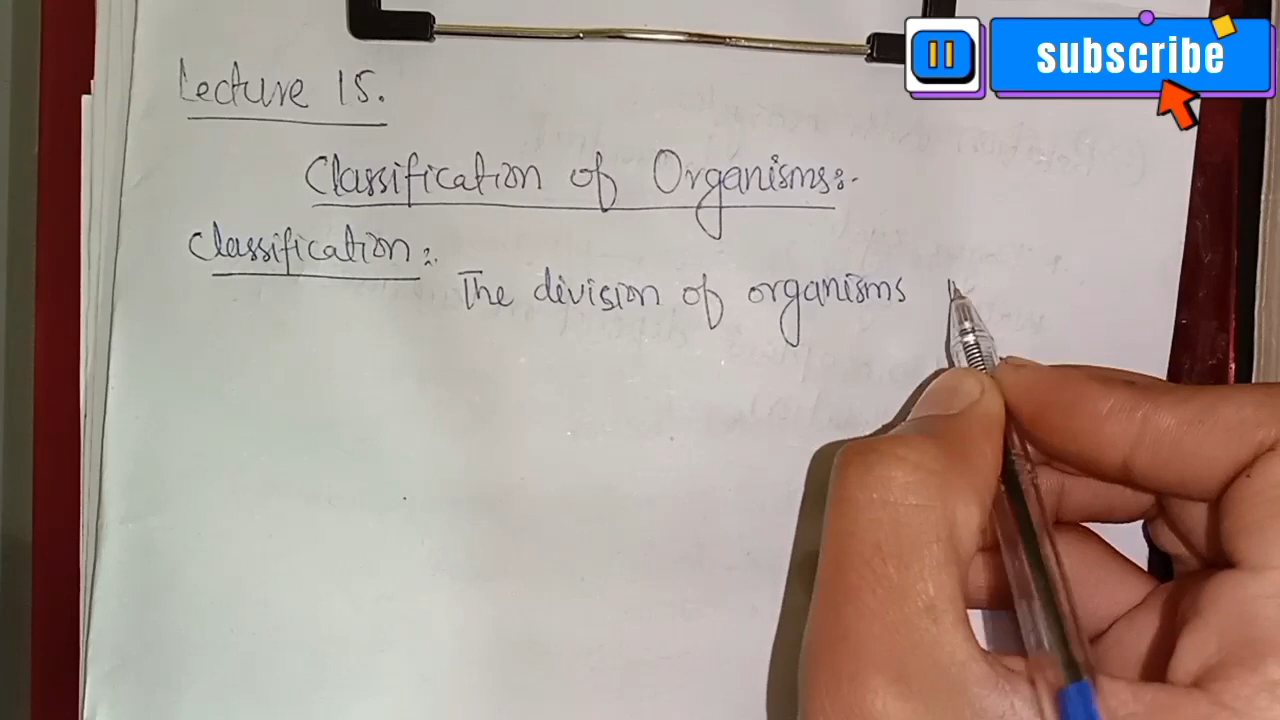 subscribe
Lecture 15.
Classification of Organisms:-
Classification:-
The division of organisms